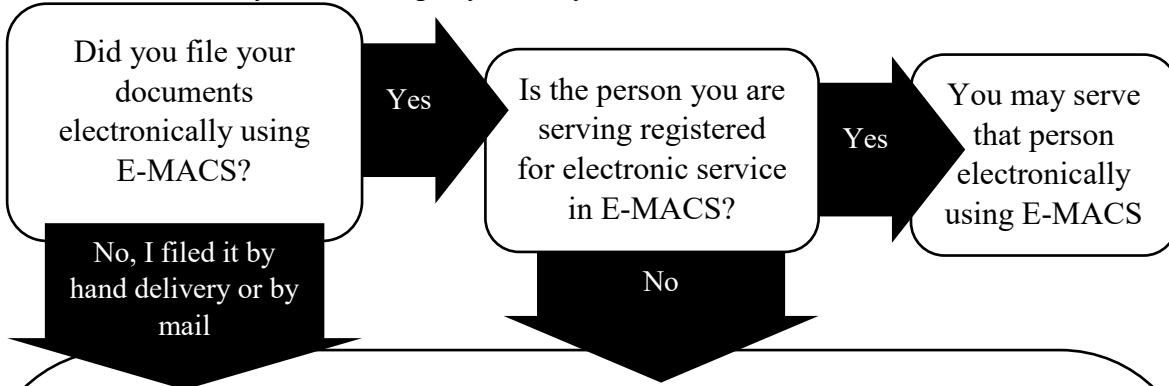 Did you file your
documents
electronically using
E-MACS?
Yes
Is the person you are
serving registered
for electronic service
in E-MACS?
Yes
You may serve
that person
electronically
using E-MACS
No, I filed it by
hand delivery or by
mail
No